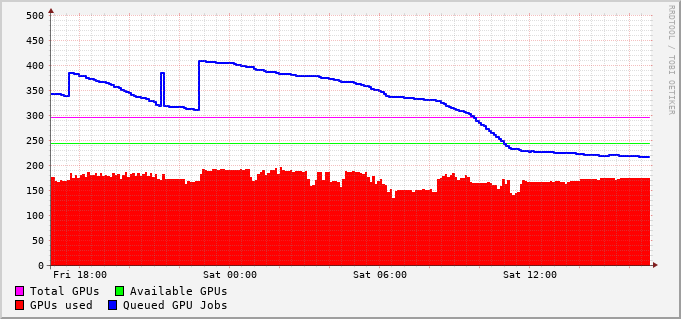 500
450
400
350
300
250
200
150
100
50
0
Fri 18:00 Sat 00:00 Sat 06:00 Sat 12:00
Total GPUs Available GPUs
GPUs used Queued GPU Jobs
RRDTOOL / TOBI OETIKER